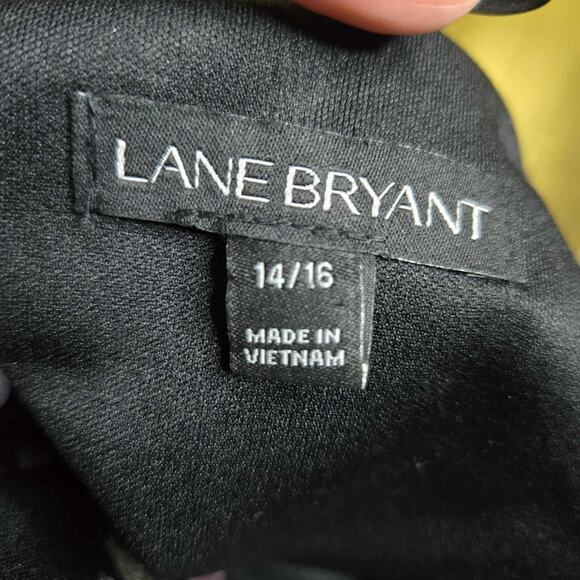 LANE BRYANT
14/16
MADE IN
VIETNAM